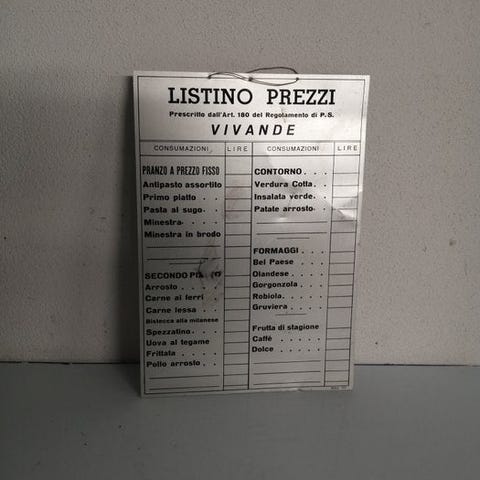 LISTINO PREZZI
Prescritto dall'Art. 180 del Regolamento di P.S.
VIVANDE
CONSUMAZIONI LIRE CONSUMAZIONI LIRE
PRANZO A PREZZO FISSO
Antipasto assortito
Primo piatto . .
Pasta al sugo . .
Minestra . . .
Minestra in brodo
SECONDO PIATTO
Arrosto . . . .
Carne ai ferri .
Carne lessa . . .
Bistecca alla milanese
Spezzatino . . .
Uova al tegame
Frittata . . . .
Pollo arrosto . .
CONTORNO . . .
Verdura Cotta . .
Insalata verde . .
Patate arrosto . .
FORMAGGI . . .
Bel Paese . . . .
Olandese . . . .
Gorgonzola . . .
Robiola . . . .
Gruviera . . . .
Frutta di stagione
Caffè . . . . .
Dolce . . . . .